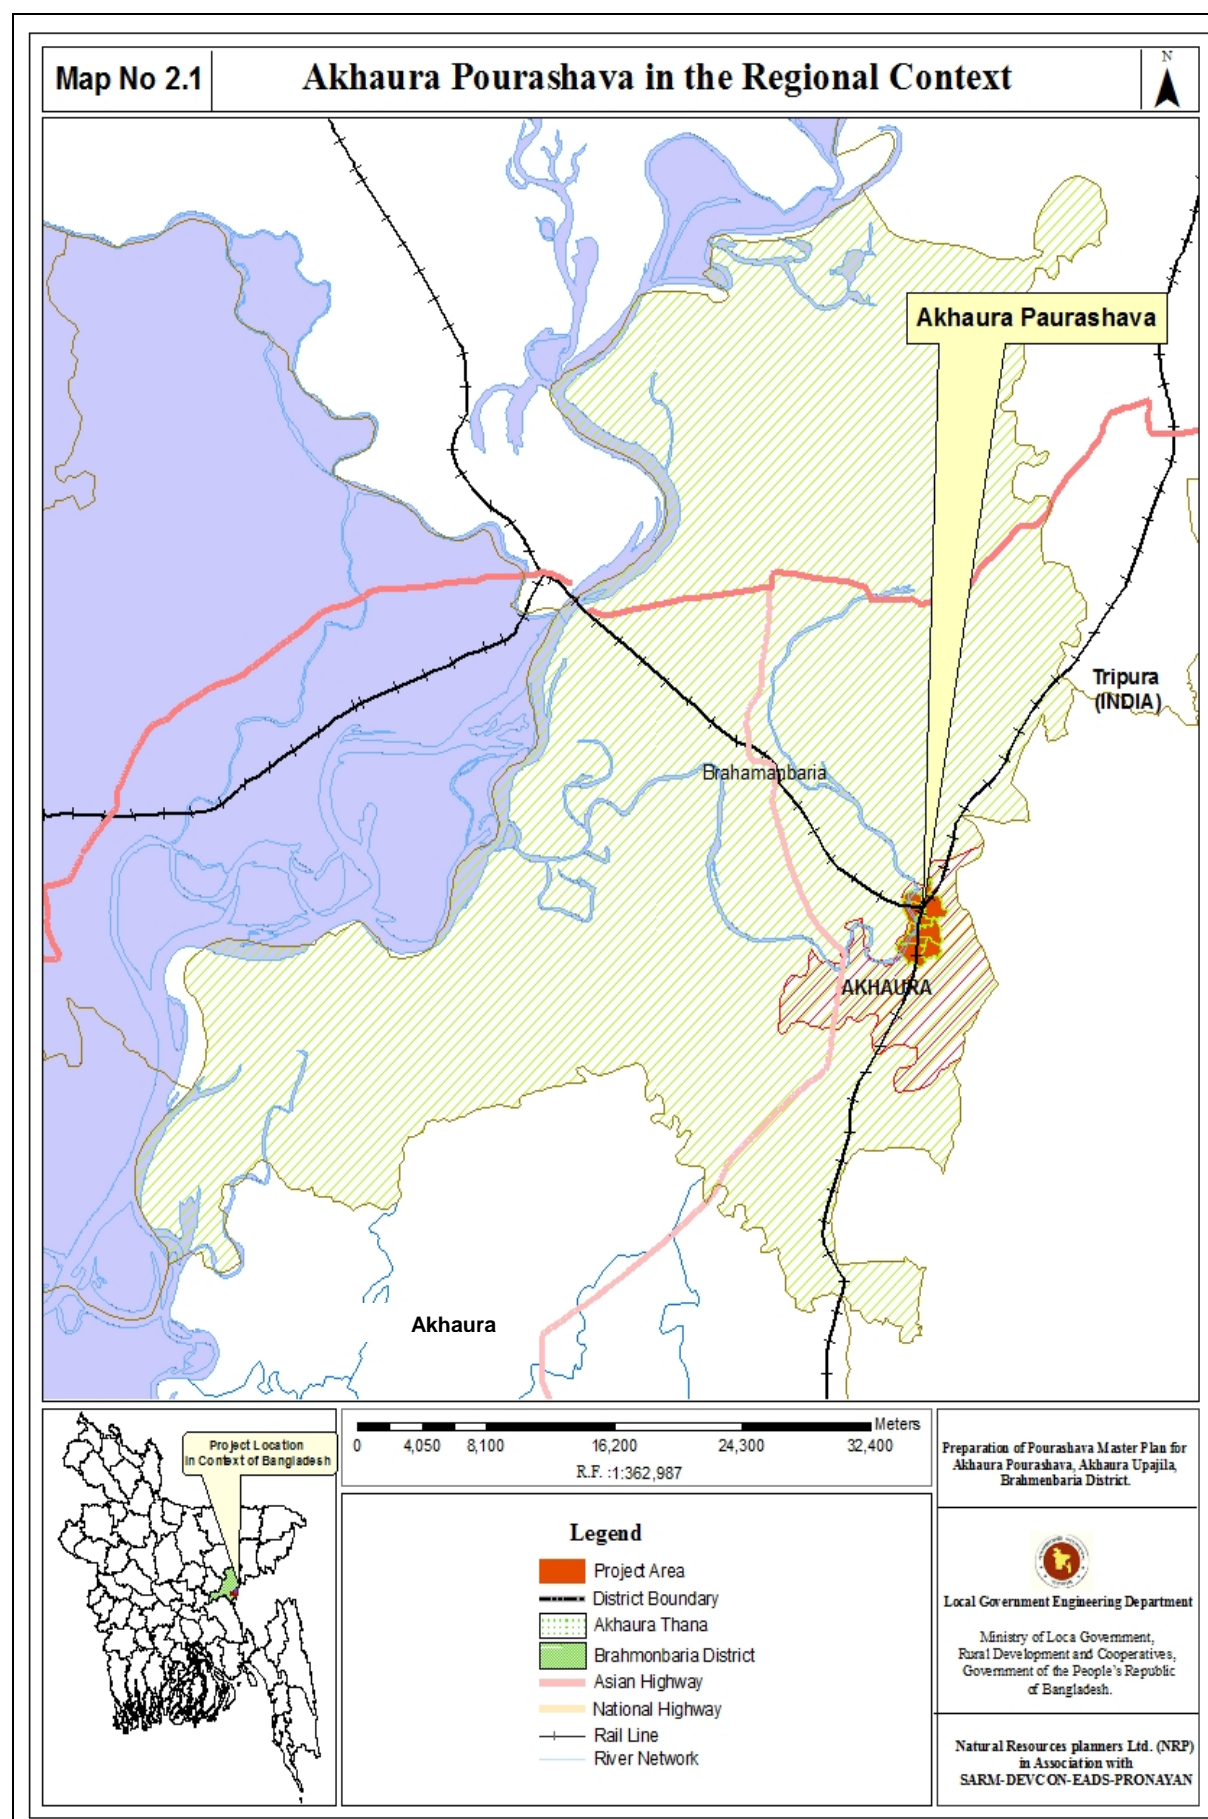 Map No 2.1
Akhaura Pourashava in the Regional Context
N
Akhaura Paurashava
Tripura
(INDIA)
Brahamanbaria
AKHAURA
Akhaura
Project Location
in Context of Bangladesh
Meters
0 4,050 8,100 16,200 24,300 32,400
R.F. :1:362,987
Legend
Project Area
District Boundary
Akhaura Thana
Brahmonbaria District
Asian Highway
National Highway
Rail Line
River Network
Preparation of Pourashava Master Plan for
Akhaura Pourashava, Akhaura Upajila,
Brahmenbaria District.
Local Government Engineering Department
Ministry of Loca Government,
Rural Development and Cooperatives,
Government of the People's Republic
of Bangladesh.
Natural Resources planners Ltd. (NRP)
in Association with
SARM-DEVCON-EADS-PRONAYAN